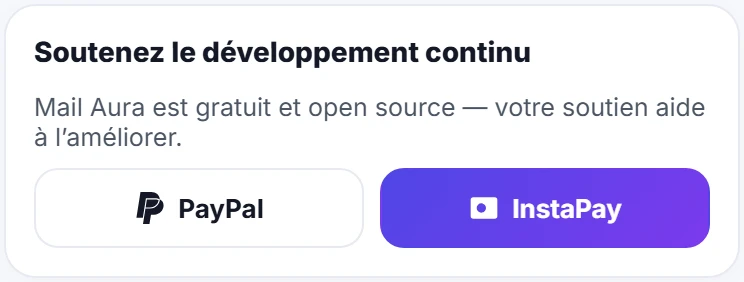 Soutenez le développement continu
Mail Aura est gratuit et open source — votre soutien aide
à l’améliorer.
PayPal
InstaPay